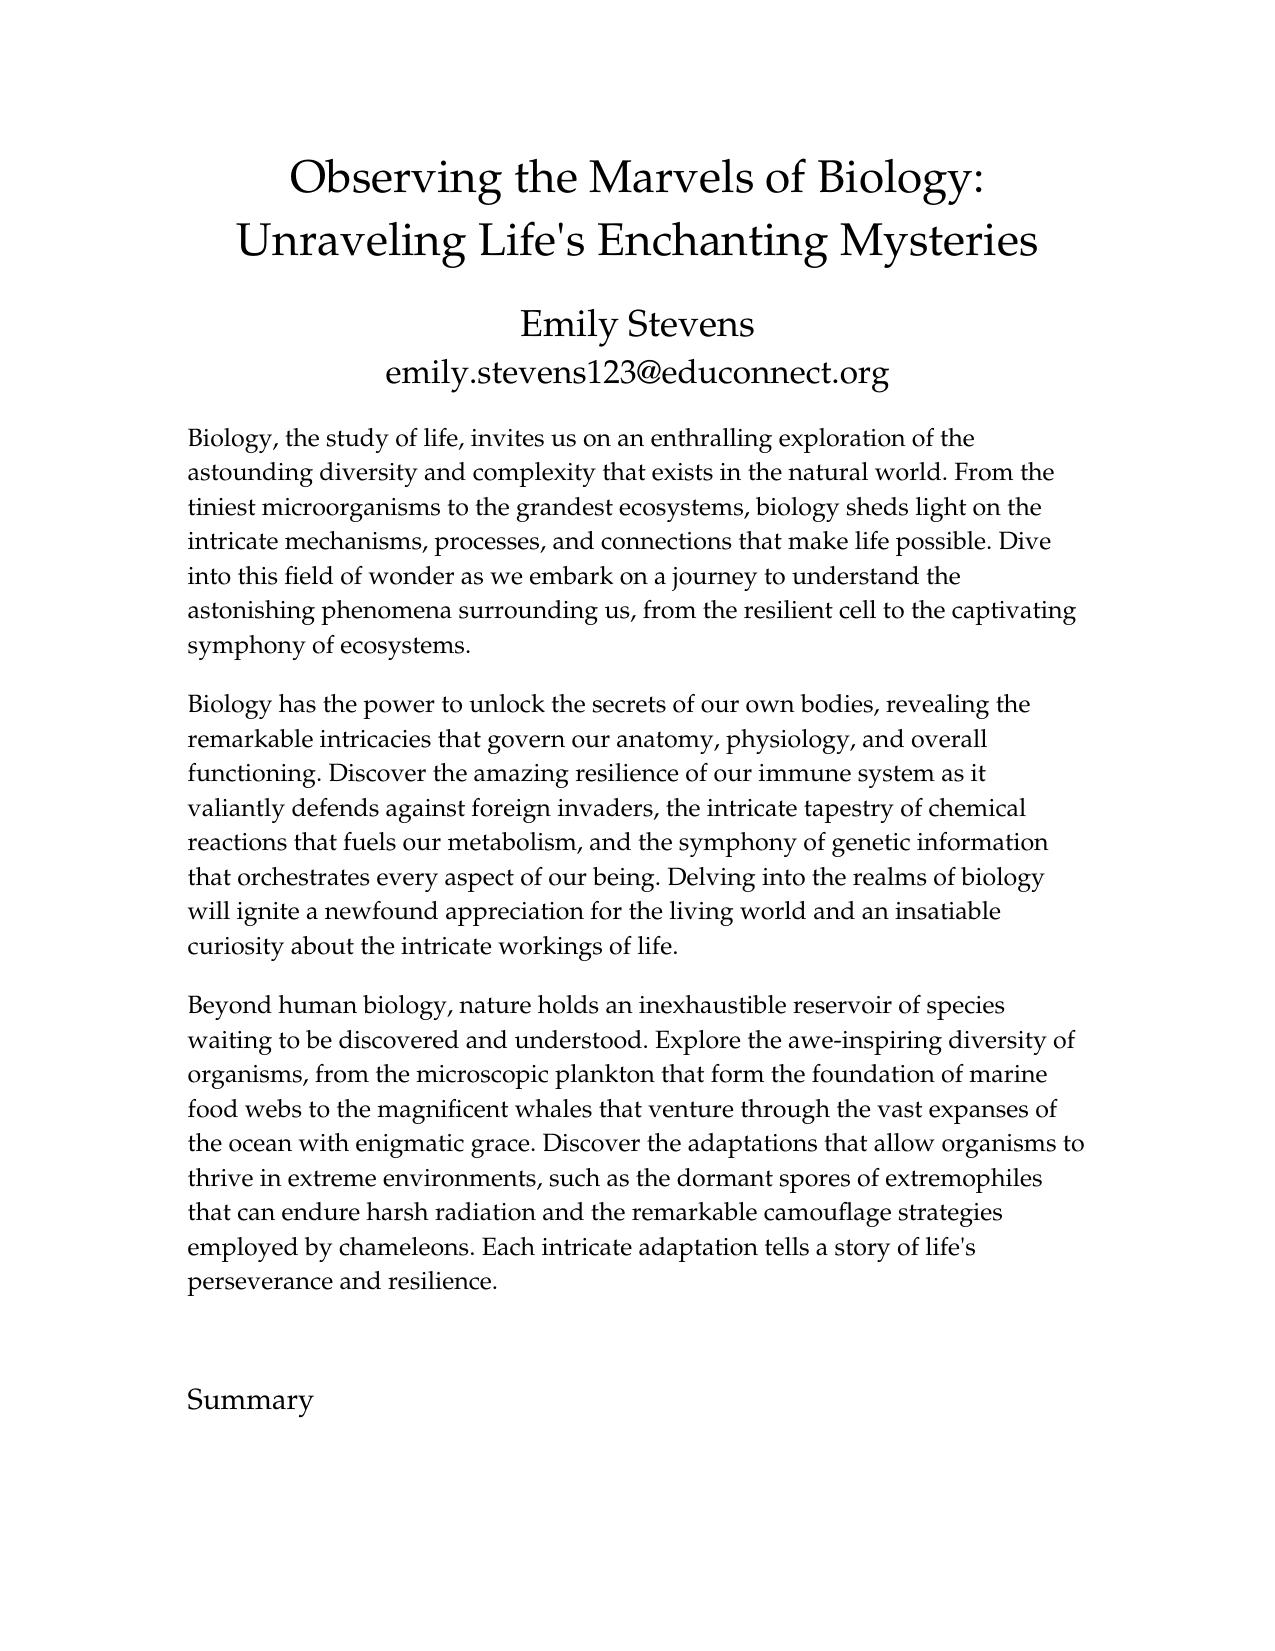 Observing the Marvels of Biology:
Unraveling Life's Enchanting Mysteries
Emily Stevens
emily.stevens123@educonnect.org
Biology, the study of life, invites us on an enthralling exploration of the
astounding diversity and complexity that exists in the natural world. From the
tiniest microorganisms to the grandest ecosystems, biology sheds light on the
intricate mechanisms, processes, and connections that make life possible. Dive
into this field of wonder as we embark on a journey to understand the
astonishing phenomena surrounding us, from the resilient cell to the captivating
symphony of ecosystems.
Biology has the power to unlock the secrets of our own bodies, revealing the
remarkable intricacies that govern our anatomy, physiology, and overall
functioning. Discover the amazing resilience of our immune system as it
valiantly defends against foreign invaders, the intricate tapestry of chemical
reactions that fuels our metabolism, and the symphony of genetic information
that orchestrates every aspect of our being. Delving into the realms of biology
will ignite a newfound appreciation for the living world and an insatiable
curiosity about the intricate workings of life.
Beyond human biology, nature holds an inexhaustible reservoir of species
waiting to be discovered and understood. Explore the awe-inspiring diversity of
organisms, from the microscopic plankton that form the foundation of marine
food webs to the magnificent whales that venture through the vast expanses of
the ocean with enigmatic grace. Discover the adaptations that allow organisms to
thrive in extreme environments, such as the dormant spores of extremophiles
that can endure harsh radiation and the remarkable camouflage strategies
employed by chameleons. Each intricate adaptation tells a story of life's
perseverance and resilience.
Summary